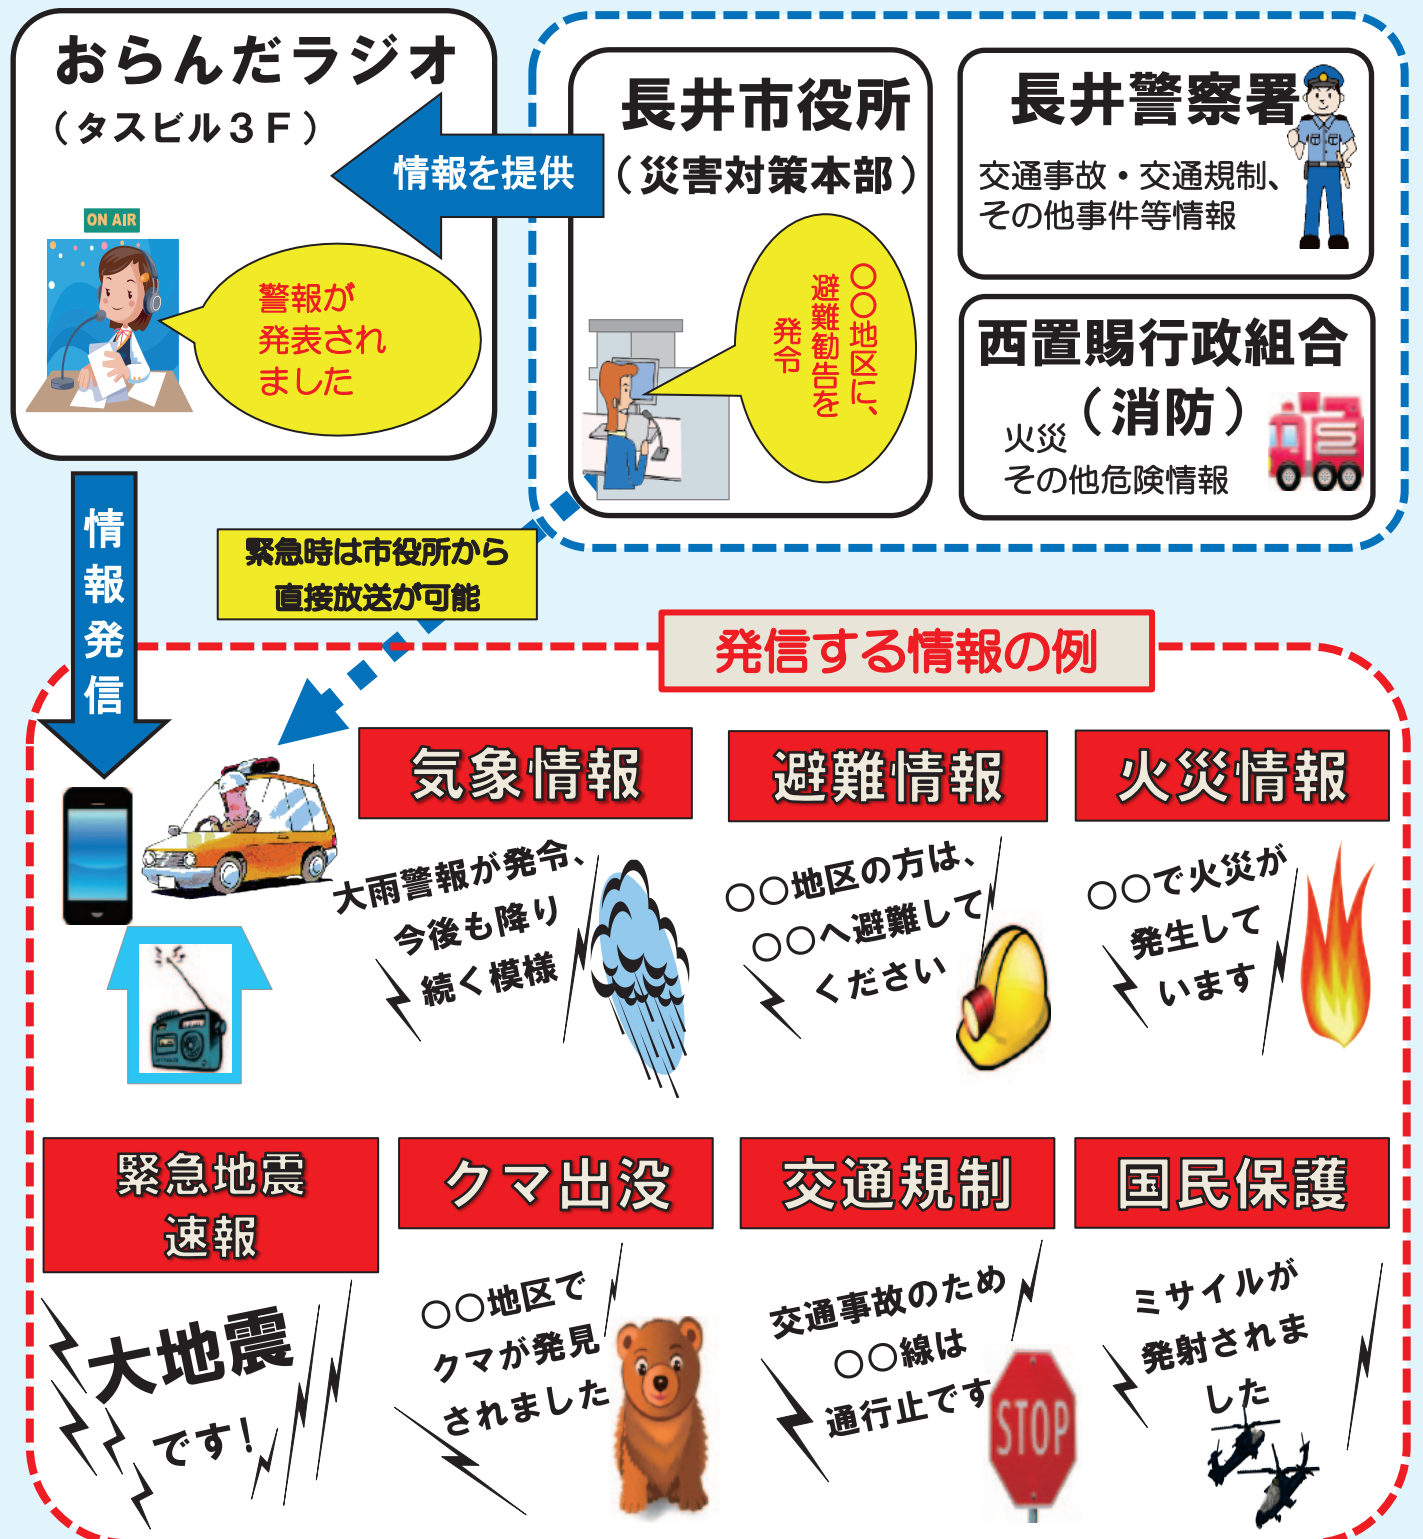 おらんだラジオ
（タスビル３Ｆ）
ON AIR
警報が
発表され
ました
情報を提供
長井市役所
（災害対策本部）
〇〇地区に、
避難勧告を
発令
長井警察署
交通事故・交通規制、
その他事件等情報
西置賜行政組合
（消防）
火災
その他危険情報
情報発信
緊急時は市役所から
直接放送が可能
発信する情報の例
気象情報
大雨警報が発令、
今後も降り
続く模様
避難情報
〇〇地区の方は、
〇〇へ避難して
ください
火災情報
〇〇で火災が
発生して
います
緊急地震
速報
大地震
です！
クマ出没
〇〇地区で
クマが発見
されました
交通規制
交通事故のため
〇〇線は
通行止です
STOP
国民保護
ミサイルが
発射されま
した